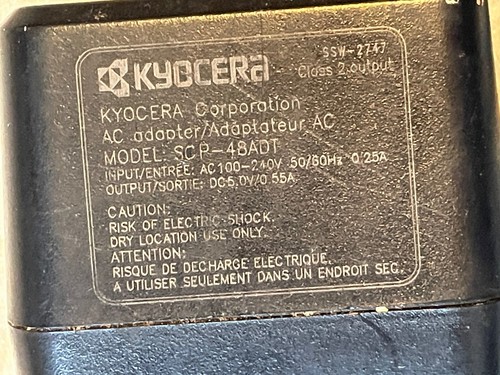 SSW-2747
KYOCERA Class 2 output
KYOCERA Corporation
AC adapter/Adaptateur AC
MODEL: SCP-48ADT
INPUT/ENTRÉE: AC100-240V 50/60Hz 0.25A
OUTPUT/SORTIE: DC5.0V/0.55A
CAUTION:
RISK OF ELECTRIC SHOCK.
DRY LOCATION USE ONLY.
ATTENTION:
RISQUE DE DECHARGE ELECTRIQUE.
A UTILISER SEULEMENT DANS UN ENDROIT SEC.